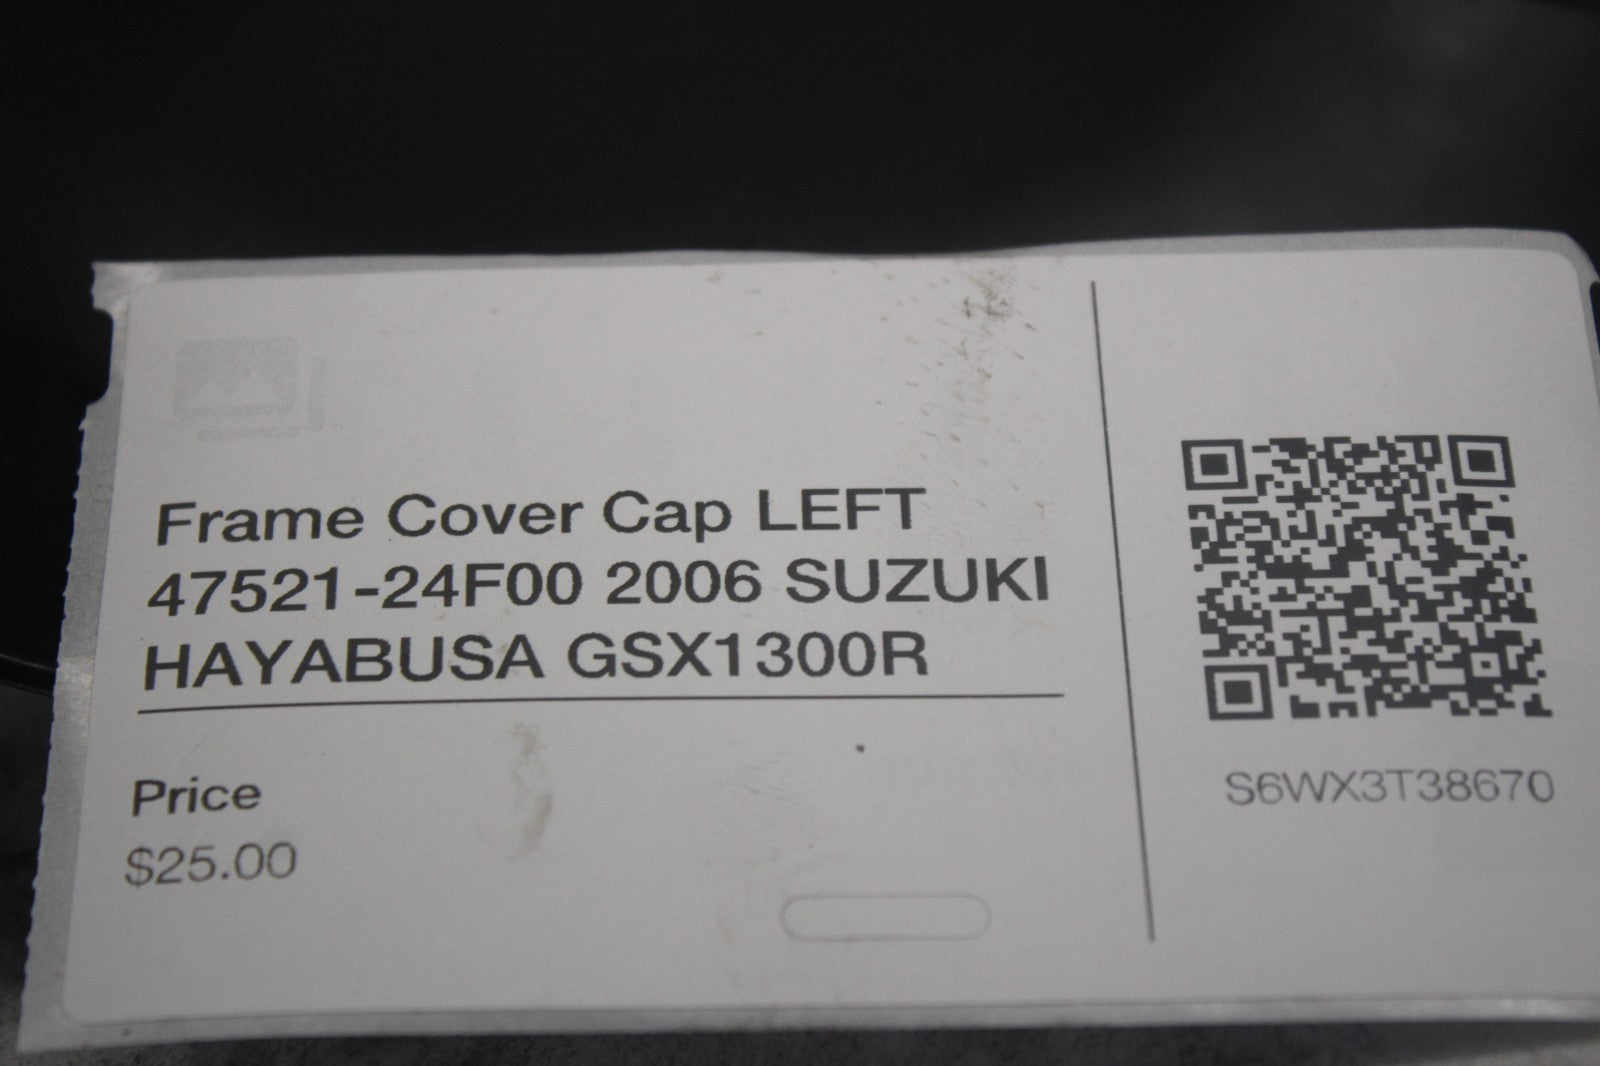 Frame Cover Cap LEFT
47521-24F00 2006 SUZUKI
HAYABUSA GSX1300R
Price
$25.00
S6WX3T38670